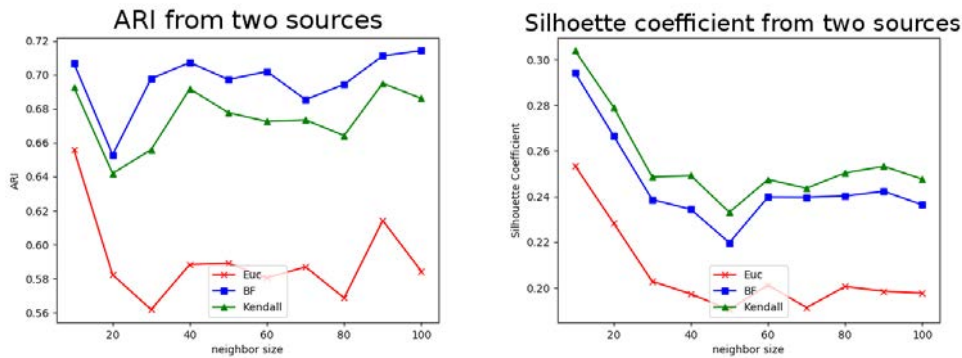 ARI from two sources
0.72
0.70
0.68
0.66
0.64
0.62
0.60
0.58
0.56
ARI
20
40
60
80
100
neighbor size
Euc
BF
Kendall
Silhoette coefficient from two sources
0.30
0.28
0.26
0.24
0.22
0.20
Silhouette Coefficient
20
40
60
80
100
neighbor size
Euc
BF
Kendall